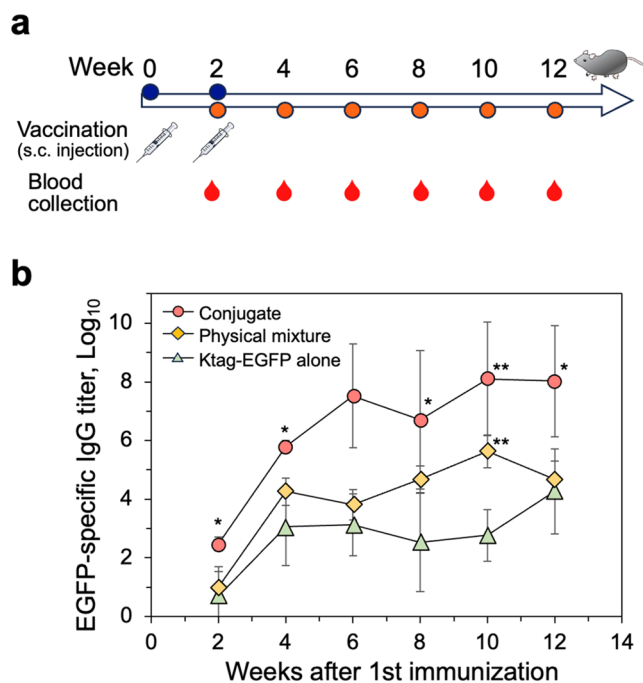 a
Week 0 2 4 6 8 10 12
Vaccination
(s.c. injection)
Blood
collection
b
EGFP-specific IgG titer, Log₁₀
10
8
6
4
2
0
Conjugate
Physical mixture
Ktag-EGFP alone
*
*
*
**
*
**
0 2 4 6 8 10 12 14
Weeks after 1st immunization